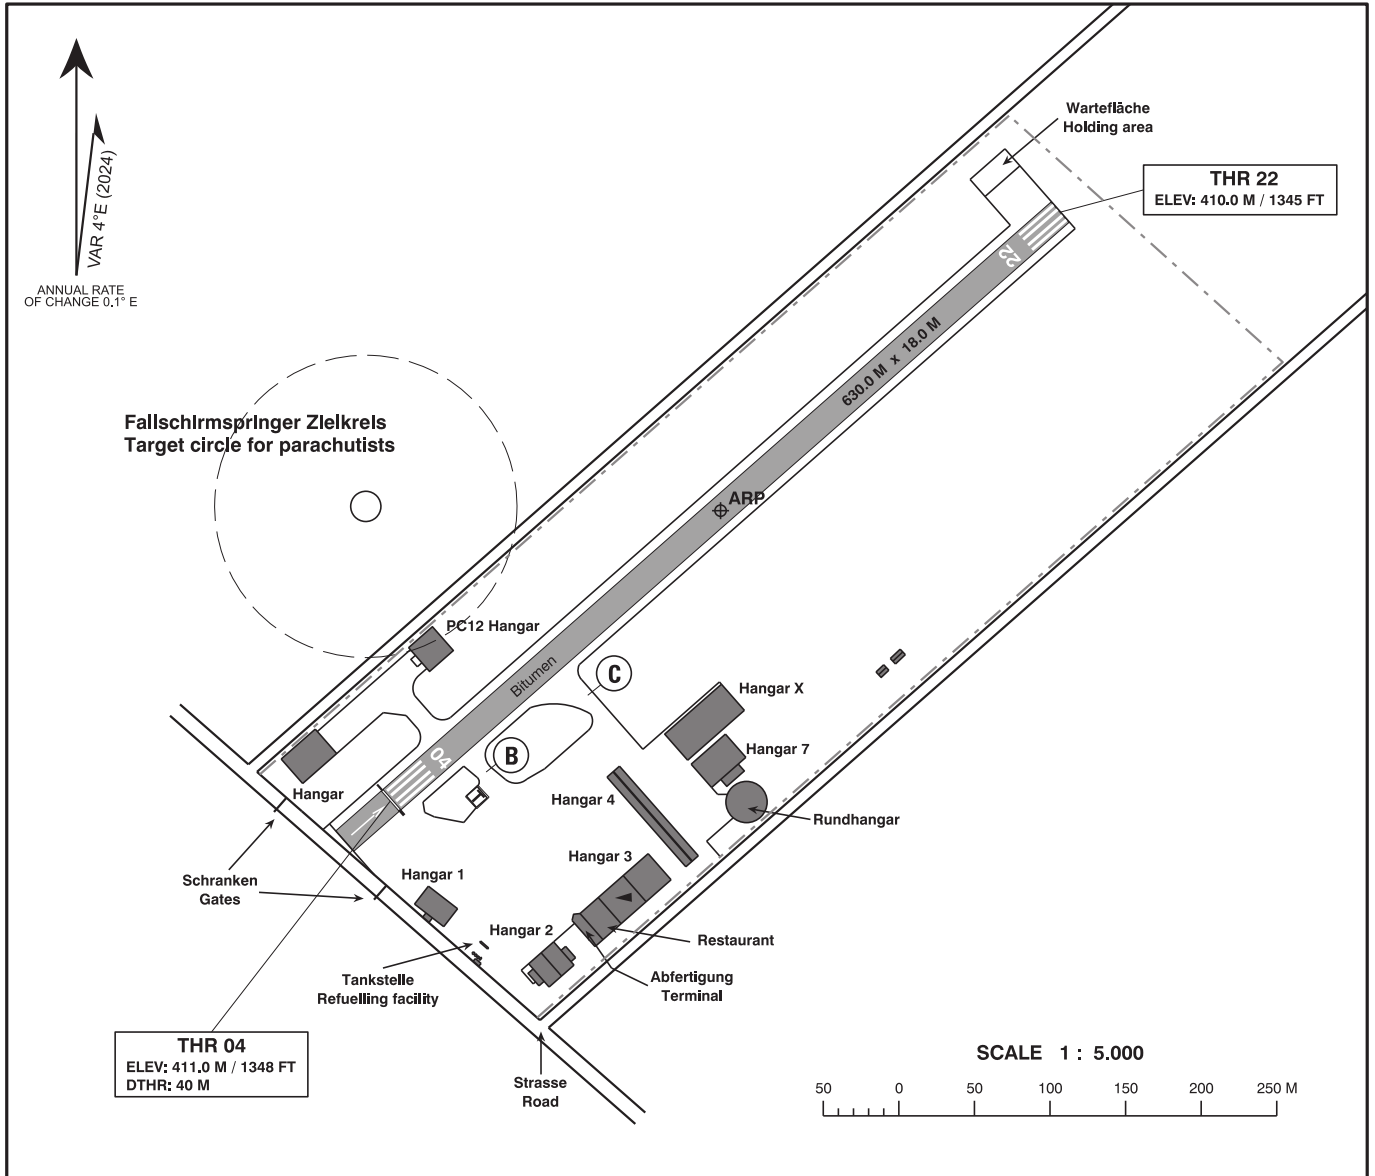 Wartefläche
Holding area
THR 22
ELEV: 410.0 M / 1345 FT
VAR 4°E (2024)
ANNUAL RATE
OF CHANGE 0.1° E
22
630.0 M x 18.0 M
Fallschirmspringer Zielkreis
Target circle for parachutists
ARP
PC12 Hangar
Bitumen
C
Hangar X
B
04
Hangar 7
Hangar
Hangar 4
Rundhangar
Hangar 3
Schranken
Gates
Hangar 1
Hangar 2
Restaurant
Tankstelle
Refuelling facility
Abfertigung
Terminal
THR 04
ELEV: 411.0 M / 1348 FT
DTHR: 40 M
Strasse
Road
SCALE 1 : 5.000
50 0 50 100 150 200 250 M